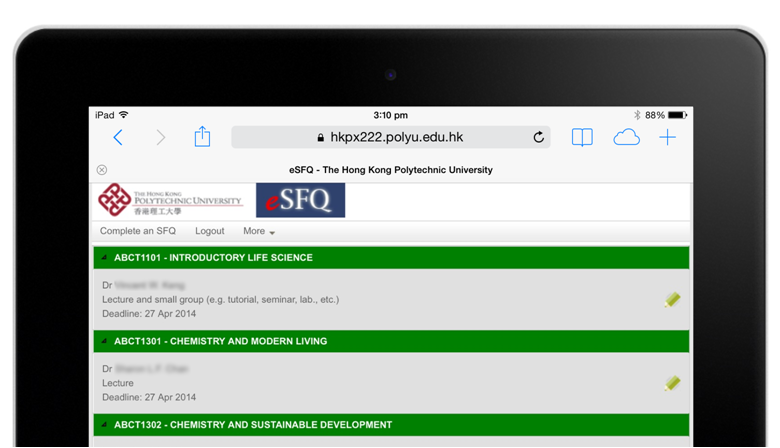 iPad 3:10 pm 88%
hkpx222.polyu.edu.hk
eSFQ - The Hong Kong Polytechnic University
THE HONG KONG
POLYTECHNIC UNIVERSITY
香港理工大學
eSFQ
Complete an SFQ Logout More
ABCT1101 - INTRODUCTORY LIFE SCIENCE
Dr
Lecture and small group (e.g. tutorial, seminar, lab., etc.)
Deadline: 27 Apr 2014
ABCT1301 - CHEMISTRY AND MODERN LIVING
Dr
Lecture
Deadline: 27 Apr 2014
ABCT1302 - CHEMISTRY AND SUSTAINABLE DEVELOPMENT